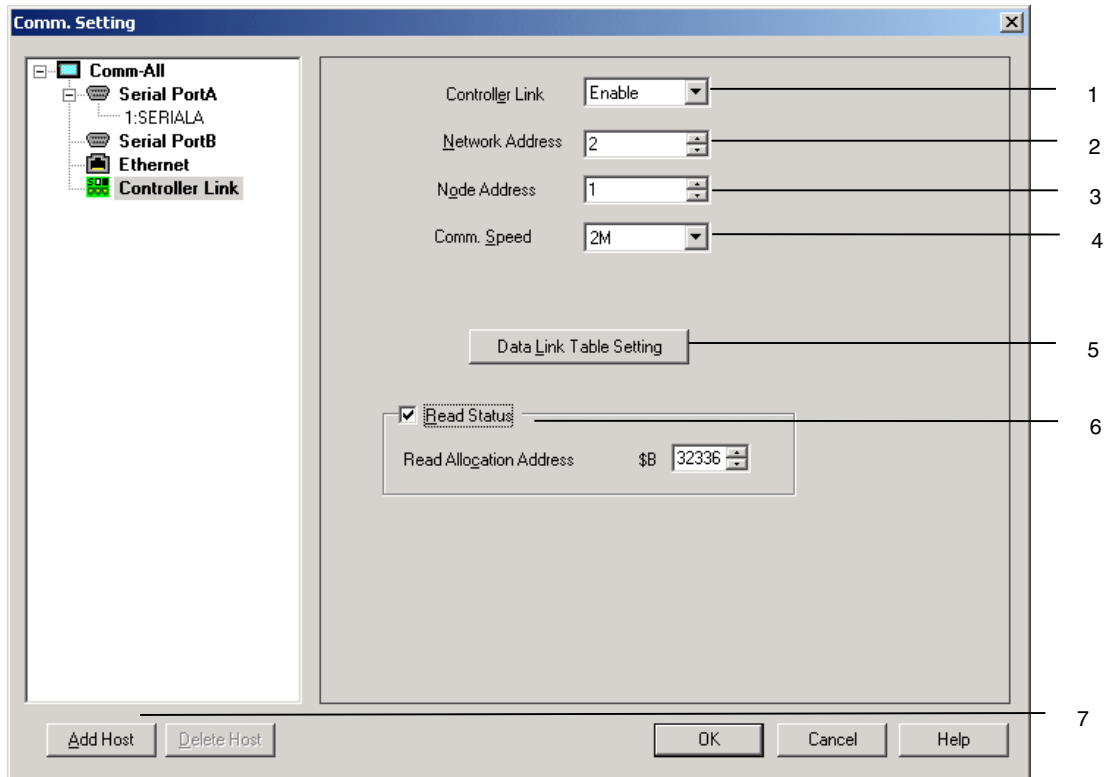 Comm. Setting
Comm-All
Serial PortA
1:SERIALA
Serial PortB
Ethernet
Controller Link
Controller Link Enable 1
Network Address 2 2
Node Address 1 3
Comm. Speed 2M 4
Data Link Table Setting 5
Read Status 6
Read Allocation Address $B 32336
7
Add Host Delete Host OK Cancel Help